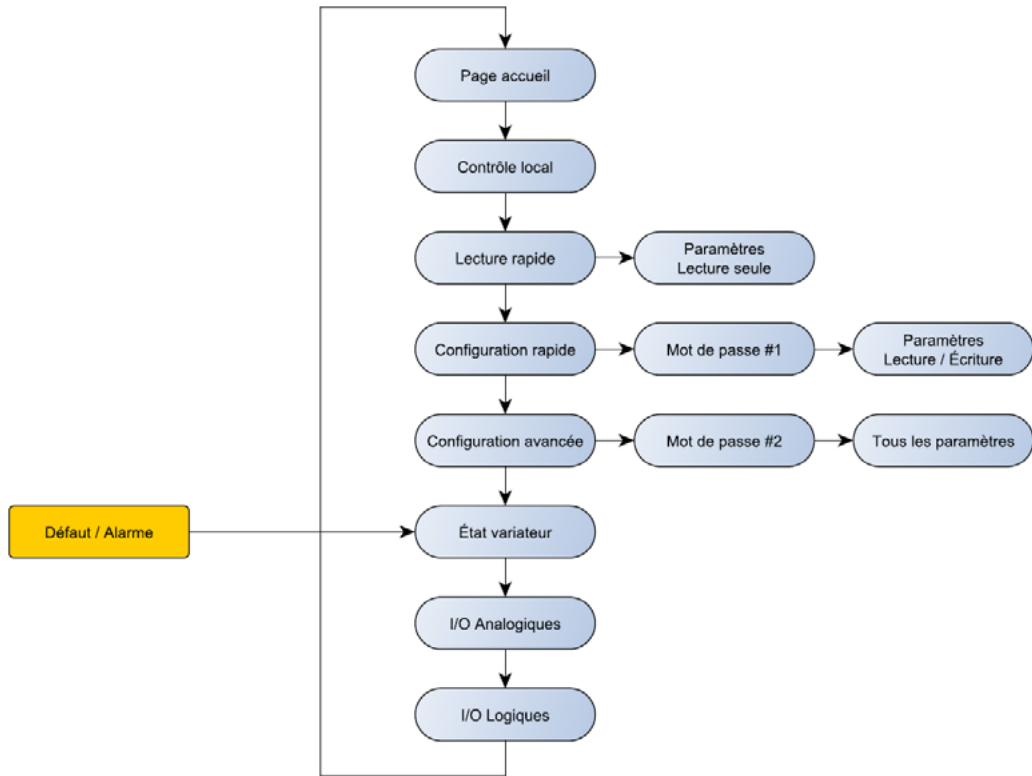 Page accueil
Contrôle local
Lecture rapide
Paramètres
Lecture seule
Configuration rapide
Mot de passe #1
Paramètres
Lecture / Écriture
Configuration avancée
Mot de passe #2
Tous les paramètres
Défaut / Alarme
État variateur
I/O Analogiques
I/O Logiques